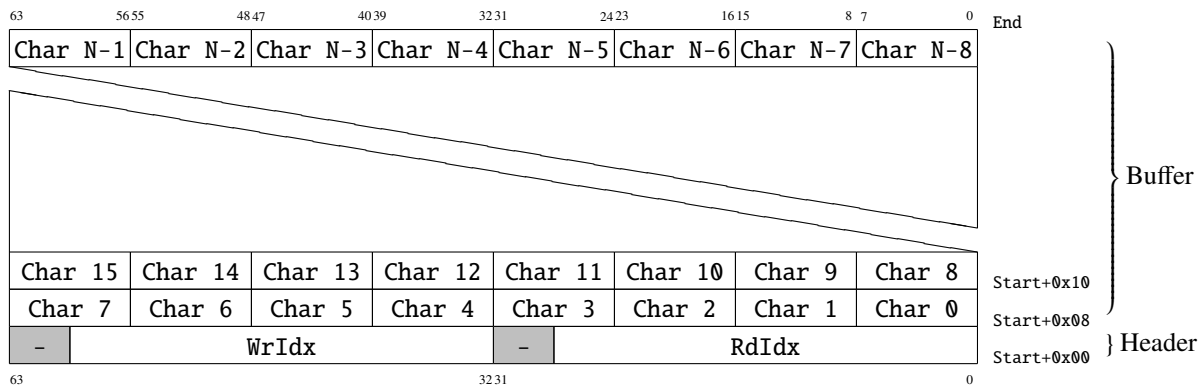 63 56 55 48 47 40 39 32 31 24 23 16 15 8 7 0 End
Char N-1 Char N-2 Char N-3 Char N-4 Char N-5 Char N-6 Char N-7 Char N-8
Buffer
Char 15 Char 14 Char 13 Char 12 Char 11 Char 10 Char 9 Char 8 Start+0x10
Char 7 Char 6 Char 5 Char 4 Char 3 Char 2 Char 1 Char 0 Start+0x08
- WrIdx - RdIdx Start+0x00 } Header
63 32 31 0